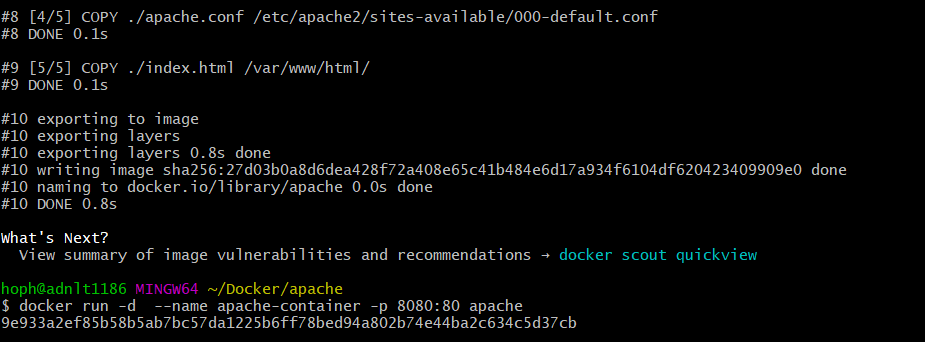 #8 [4/5] COPY ./apache.conf /etc/apache2/sites-available/000-default.conf
#8 DONE 0.1s
#9 [5/5] COPY ./index.html /var/www/html/
#9 DONE 0.1s
#10 exporting to image
#10 exporting layers
#10 exporting layers 0.8s done
#10 writing image sha256:27d03b0a8d6dea428f72a408e65c41b484e6d17a934f6104df620423409909e0 done
#10 naming to docker.io/library/apache 0.0s done
#10 DONE 0.8s
What's Next?
  View summary of image vulnerabilities and recommendations → docker scout quickview
hoph@adnlt1186 MINGW64 ~/Docker/apache
$ docker run -d  --name apache-container -p 8080:80 apache
9e933a2ef85b58b5ab7bc57da1225b6ff78bed94a802b74e44ba2c634c5d37cb